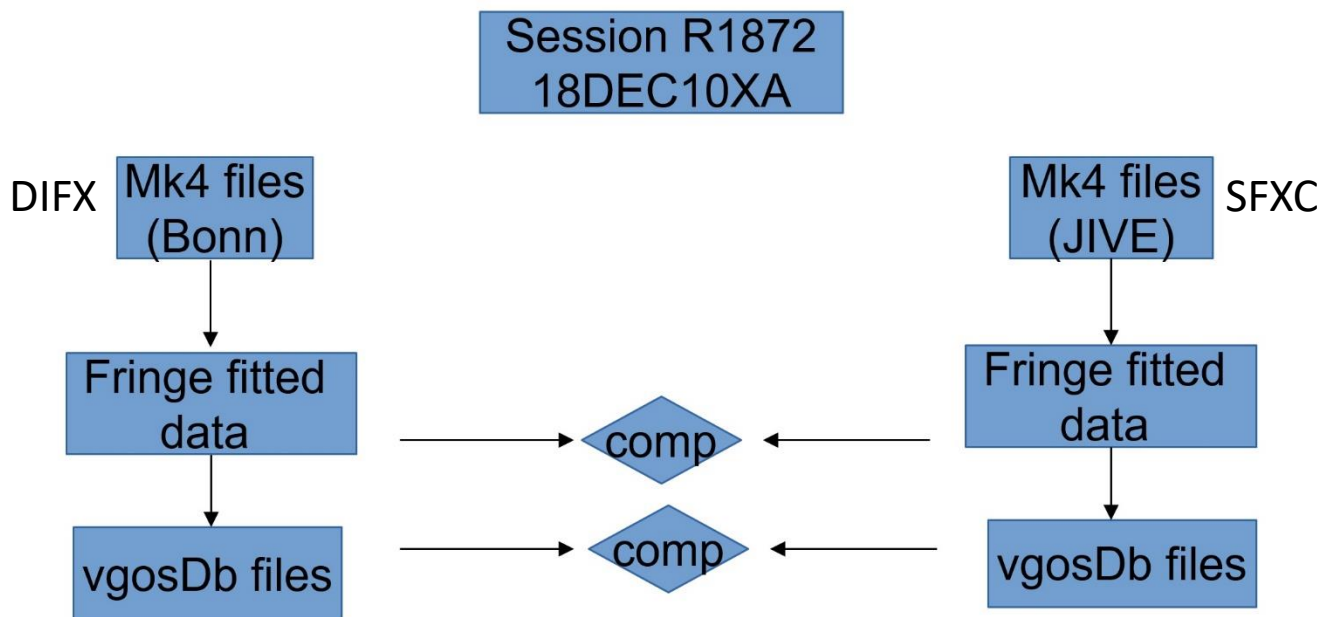 Session R1872
18DEC10XA
DIFX
Mk4 files
(Bonn)
Mk4 files
(JIVE)
SFXC
Fringe fitted
data
Fringe fitted
data
comp
vgosDb files
comp
vgosDb files